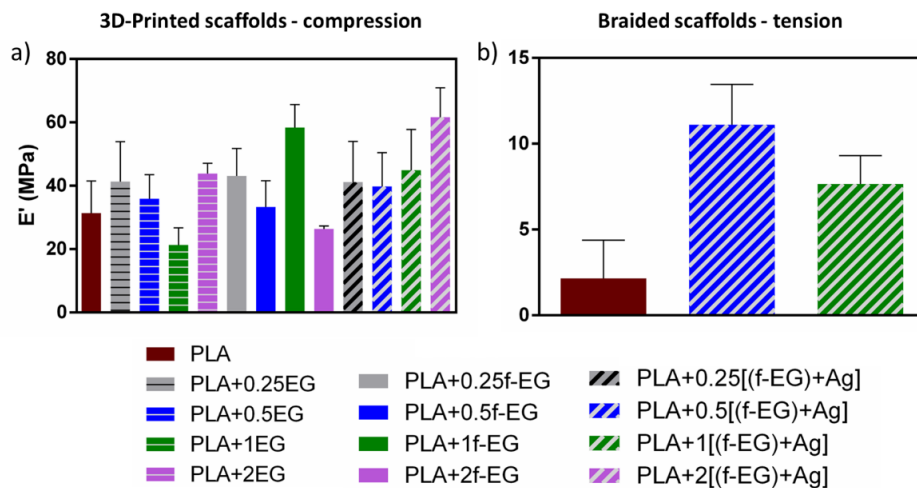 3D-Printed scaffolds - compression
Braided scaffolds - tension
a)
80
60
40
20
0
E' (MPa)
b)
15
10
5
0
PLA
PLA+0.25EG
PLA+0.5EG
PLA+1EG
PLA+2EG
PLA+0.25f-EG
PLA+0.5f-EG
PLA+1f-EG
PLA+2f-EG
PLA+0.25[(f-EG)+Ag]
PLA+0.5[(f-EG)+Ag]
PLA+1[(f-EG)+Ag]
PLA+2[(f-EG)+Ag]